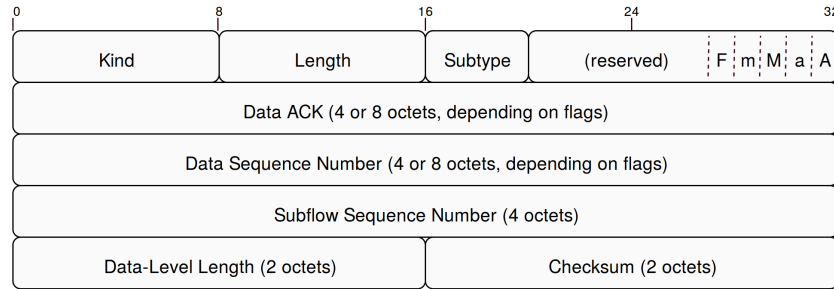 0 8 16 24 32
Kind Length Subtype (reserved) F m M a A
Data ACK (4 or 8 octets, depending on flags)
Data Sequence Number (4 or 8 octets, depending on flags)
Subflow Sequence Number (4 octets)
Data-Level Length (2 octets) Checksum (2 octets)